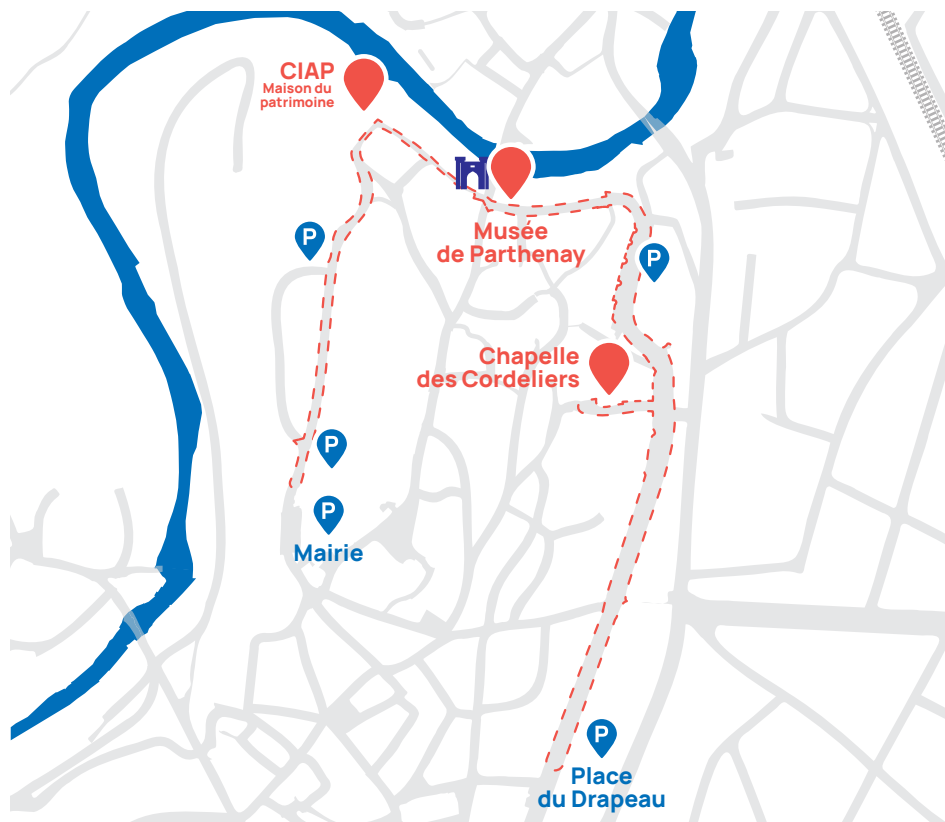 CIAP
Maison du
patrimoine
Musée
de Parthenay
P
P
Chapelle
des Cordeliers
P
P
Mairie
P
Place
du Drapeau